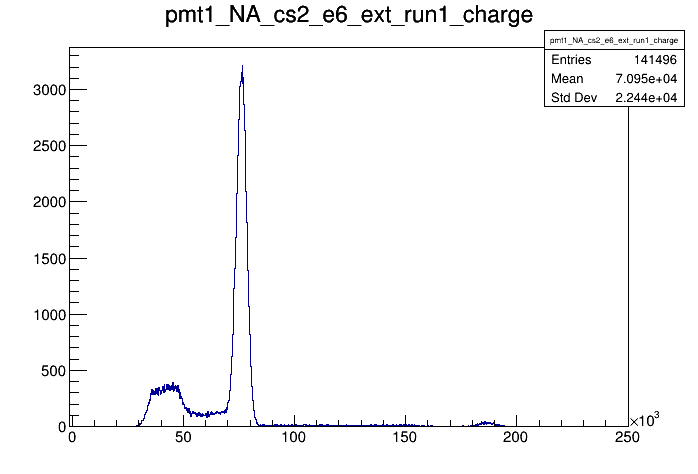 pmt1_NA_cs2_e6_ext_run1_charge
pmt1_NA_cs2_e6_ext_run1_charge
Entries 141496
Mean 7.095e+04
Std Dev 2.244e+04
3000
2500
2000
1500
1000
500
0
0 50 100 150 200 250
×10³